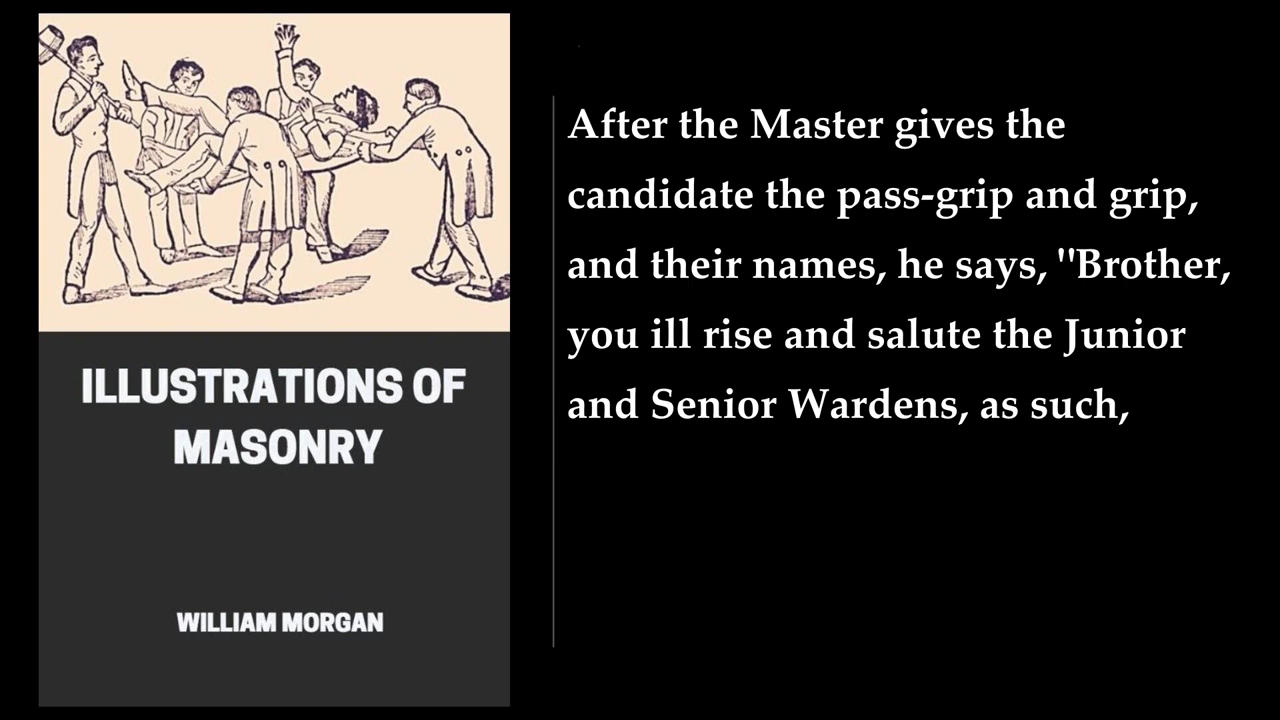 ILLUSTRATIONS OF
MASONRY
WILLIAM MORGAN
After the Master gives the
candidate the pass-grip and grip,
and their names, he says, "Brother,
you ill rise and salute the Junior
and Senior Wardens, as such,